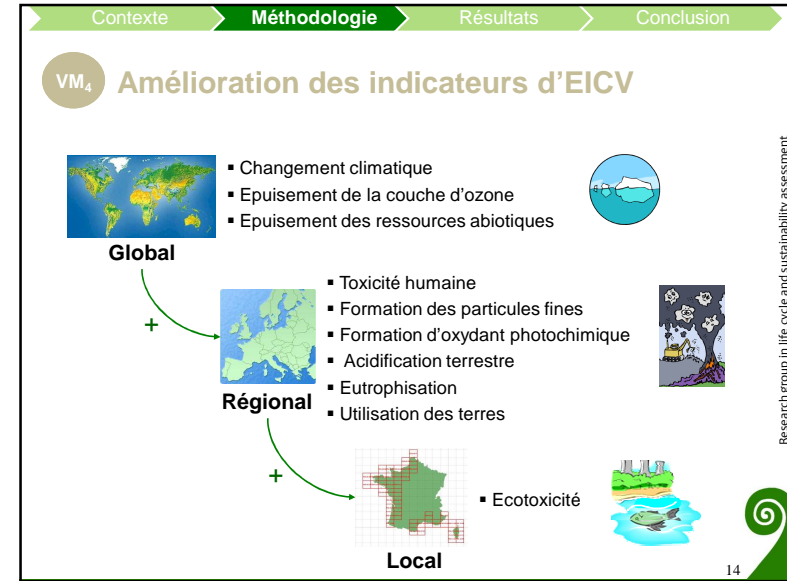 Contexte
Méthodologie
Résultats
Conclusion
VM4
Amélioration des indicateurs d'EICV
▪ Changement climatique
▪ Epuisement de la couche d'ozone
▪ Epuisement des ressources abiotiques
Global
+
▪ Toxicité humaine
▪ Formation des particules fines
▪ Formation d'oxydant photochimique
▪ Acidification terrestre
▪ Eutrophisation
▪ Utilisation des terres
Régional
+
▪ Ecotoxicité
Local
Research group in life cycle and sustainability assessment
14